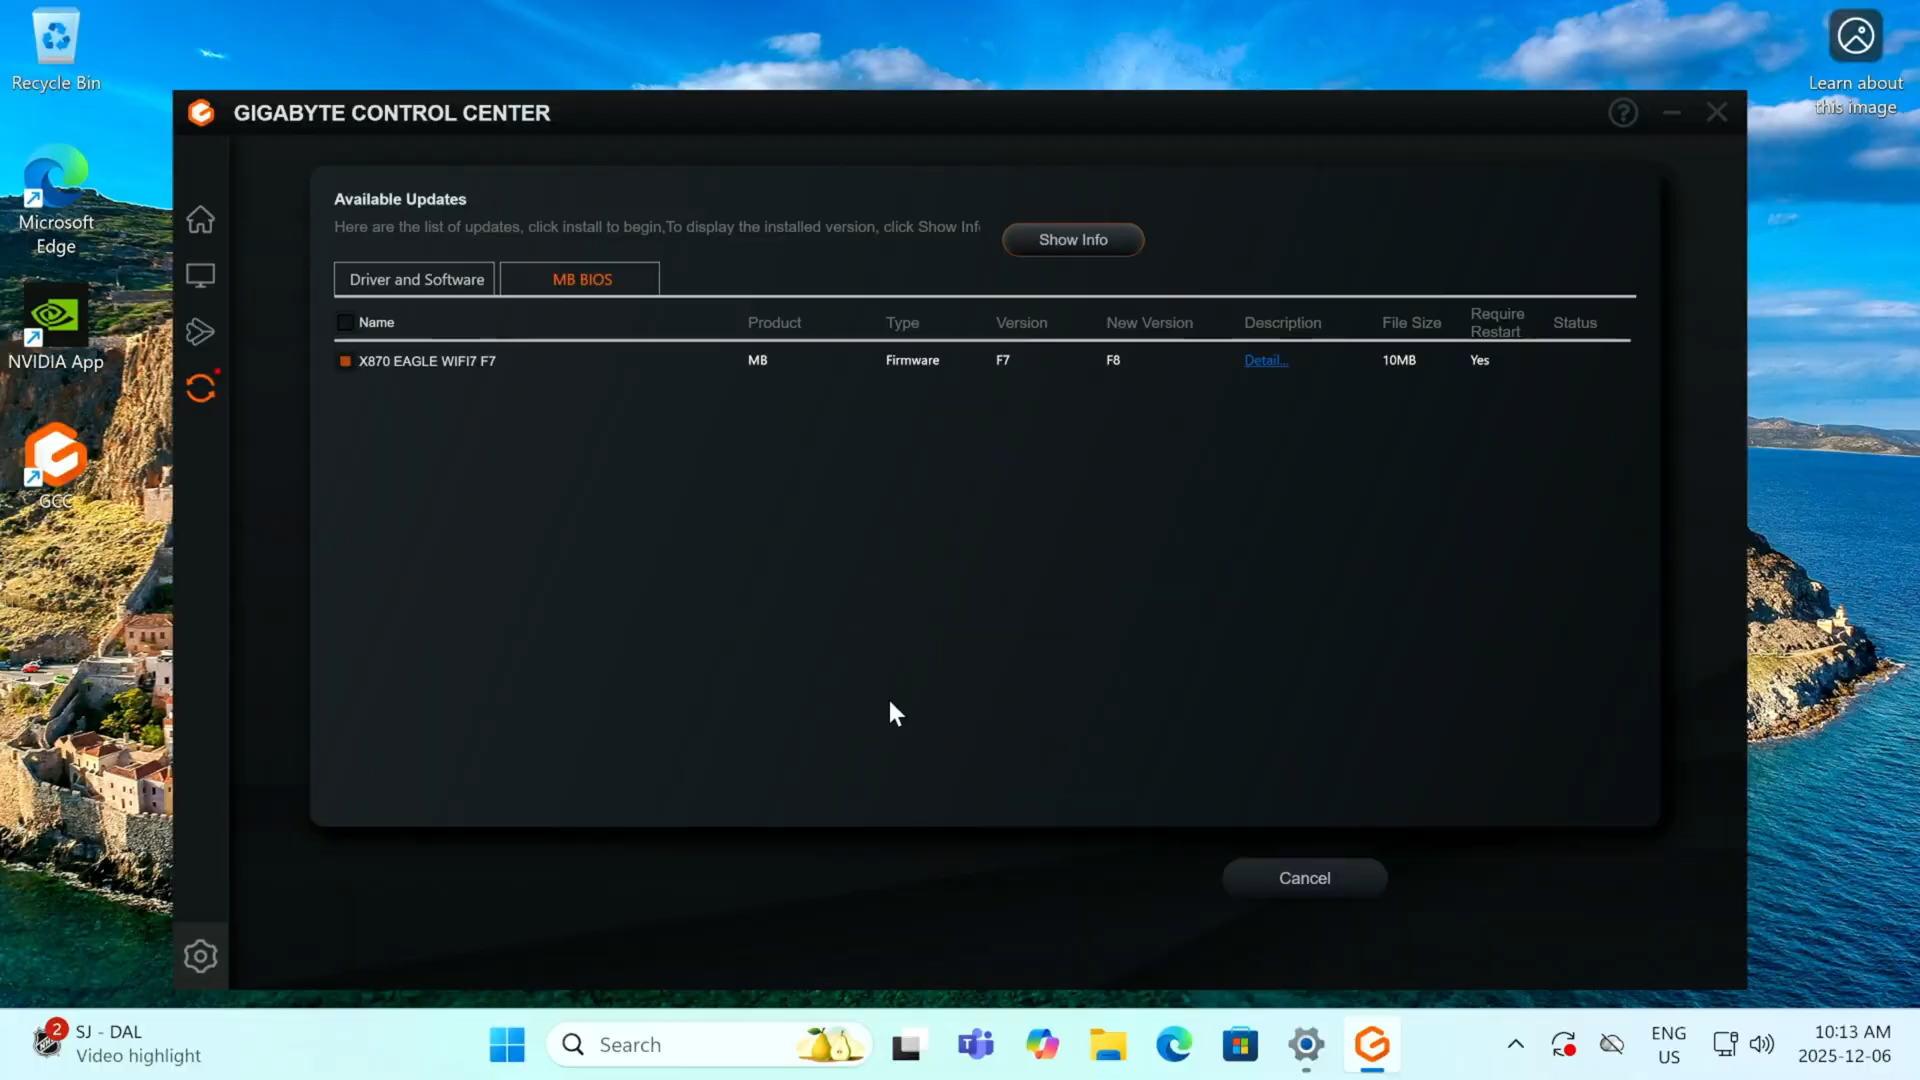 Recycle Bin
Learn about
this image
GIGABYTE CONTROL CENTER
Microsoft
Edge
NVIDIA App
GCC
Available Updates
Here are the list of updates, click install to begin,To display the installed version, click Show Inf
Show Info
Driver and Software
MB BIOS
Name Product Type Version New Version Description File Size Require Restart Status
X870 EAGLE WIFI7 F7 MB Firmware F7 F8 Detail... 10MB Yes
Cancel
2
SJ - DAL
Video highlight
Search
ENG
US
10:13 AM
2025-12-06